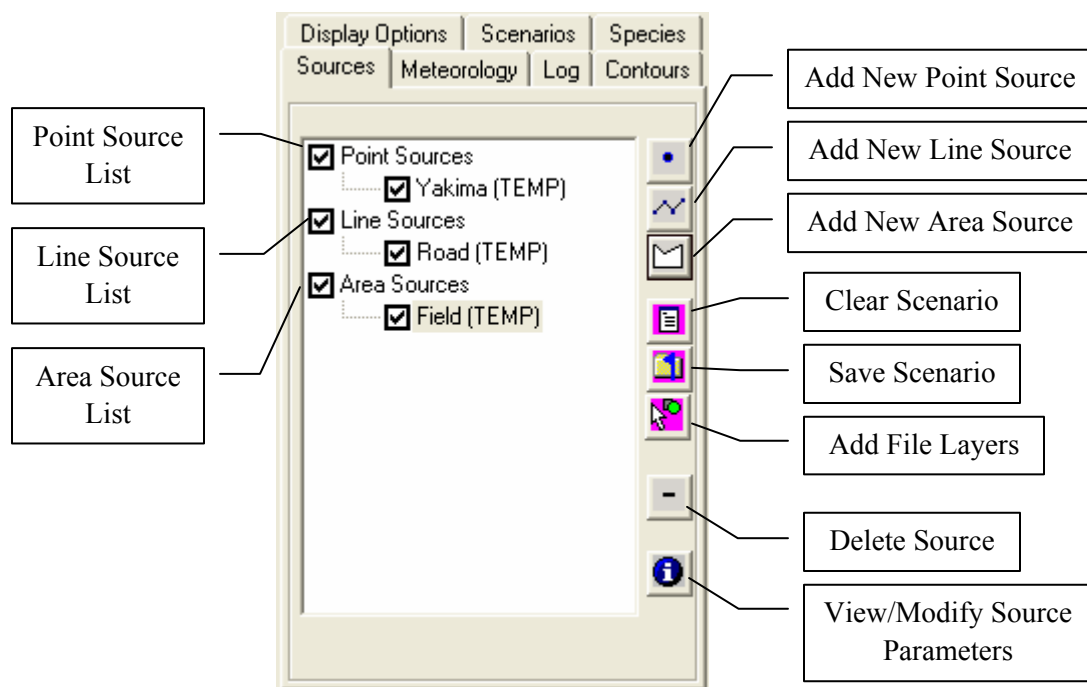 Display Options Scenarios Species
Sources Meteorology Log Contours
Point Source
List
Line Source
List
Area Source
List
Point Sources
Yakima (TEMP)
Line Sources
Road (TEMP)
Area Sources
Field (TEMP)
Add New Point Source
Add New Line Source
Add New Area Source
Clear Scenario
Save Scenario
Add File Layers
Delete Source
View/Modify Source
Parameters